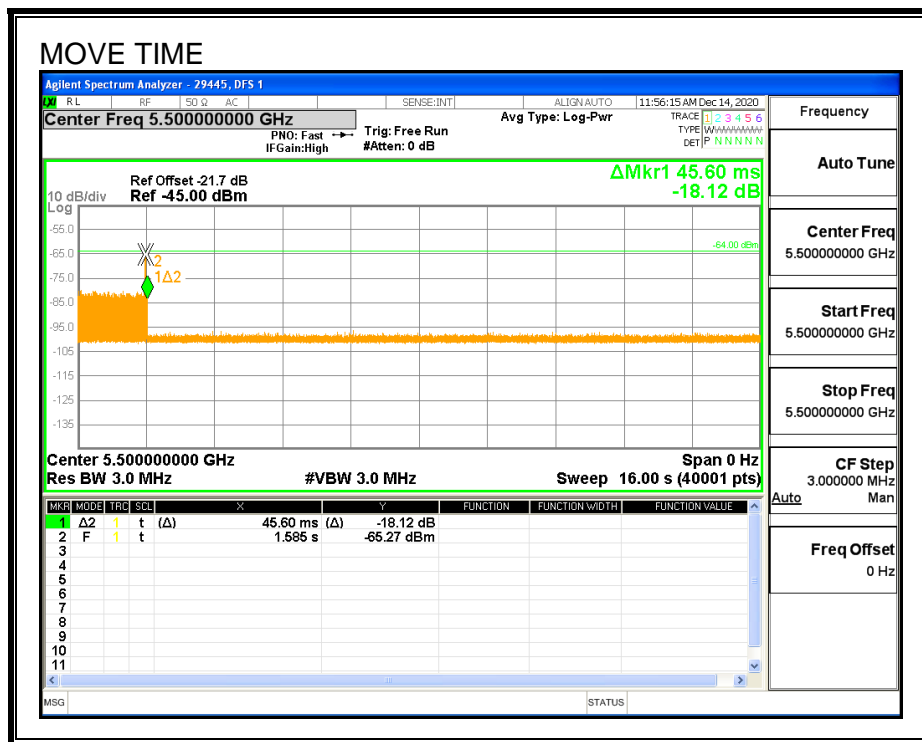 MOVE TIME
Agilent Spectrum Analyzer - 29445, DFS 1
LXI RL RF 50 Ω AC SENSE:INT ALIGN AUTO 11:56:15 AM Dec 14, 2020
Center Freq 5.500000000 GHz
PNO: Fast
IFGain:High
Trig: Free Run
#Atten: 0 dB
Avg Type: Log-Pwr
TRACE 1 2 3 4 5 6
TYPE WWWWWW
DET P N N N N N
Ref Offset -21.7 dB
10 dB/div Ref -45.00 dBm
Log
ΔMkr1 45.60 ms
-18.12 dB
-55.0
-65.0
-75.0
-85.0
-95.0
-105
-115
-125
-135
-64.00 dBm
2
1Δ2
Center 5.500000000 GHz Span 0 Hz
Res BW 3.0 MHz #VBW 3.0 MHz Sweep 16.00 s (40001 pts)
MKR MODE TRC SCL X Y FUNCTION FUNCTION WIDTH FUNCTION VALUE
1 Δ2 1 t (Δ) 45.60 ms (Δ) -18.12 dB
2 F 1 t 1.585 s -65.27 dBm
3
4
5
6
7
8
9
10
11
MSG STATUS
Frequency
Auto Tune
Center Freq
5.500000000 GHz
Start Freq
5.500000000 GHz
Stop Freq
5.500000000 GHz
CF Step
3.000000 MHz
Auto Man
Freq Offset
0 Hz